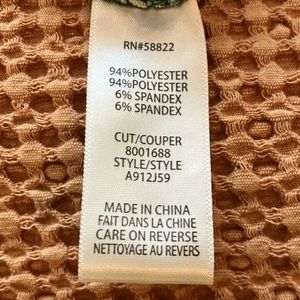 RN#58822
94%POLYESTER
94%POLYESTER
6% SPANDEX
6% SPANDEX
CUT/COUPER
8001688
STYLE/STYLE
A912J59
MADE IN CHINA
FAIT DANS LA CHINE
CARE ON REVERSE
NETTOYAGE AU REVERS